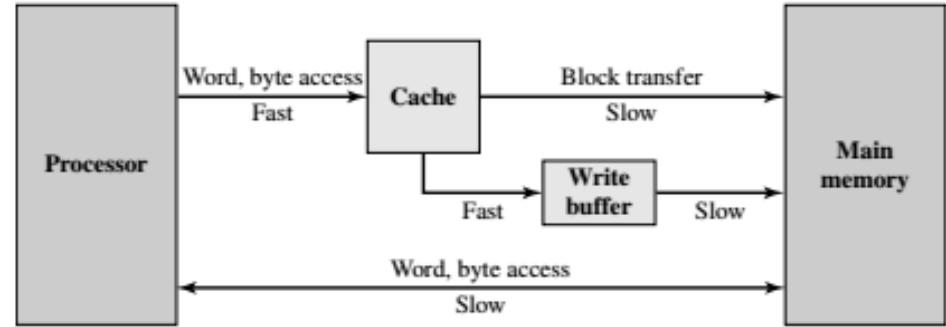 Processor
Word, byte access
Fast
Cache
Block transfer
Slow
Fast
Write
buffer
Slow
Main
memory
Word, byte access
Slow